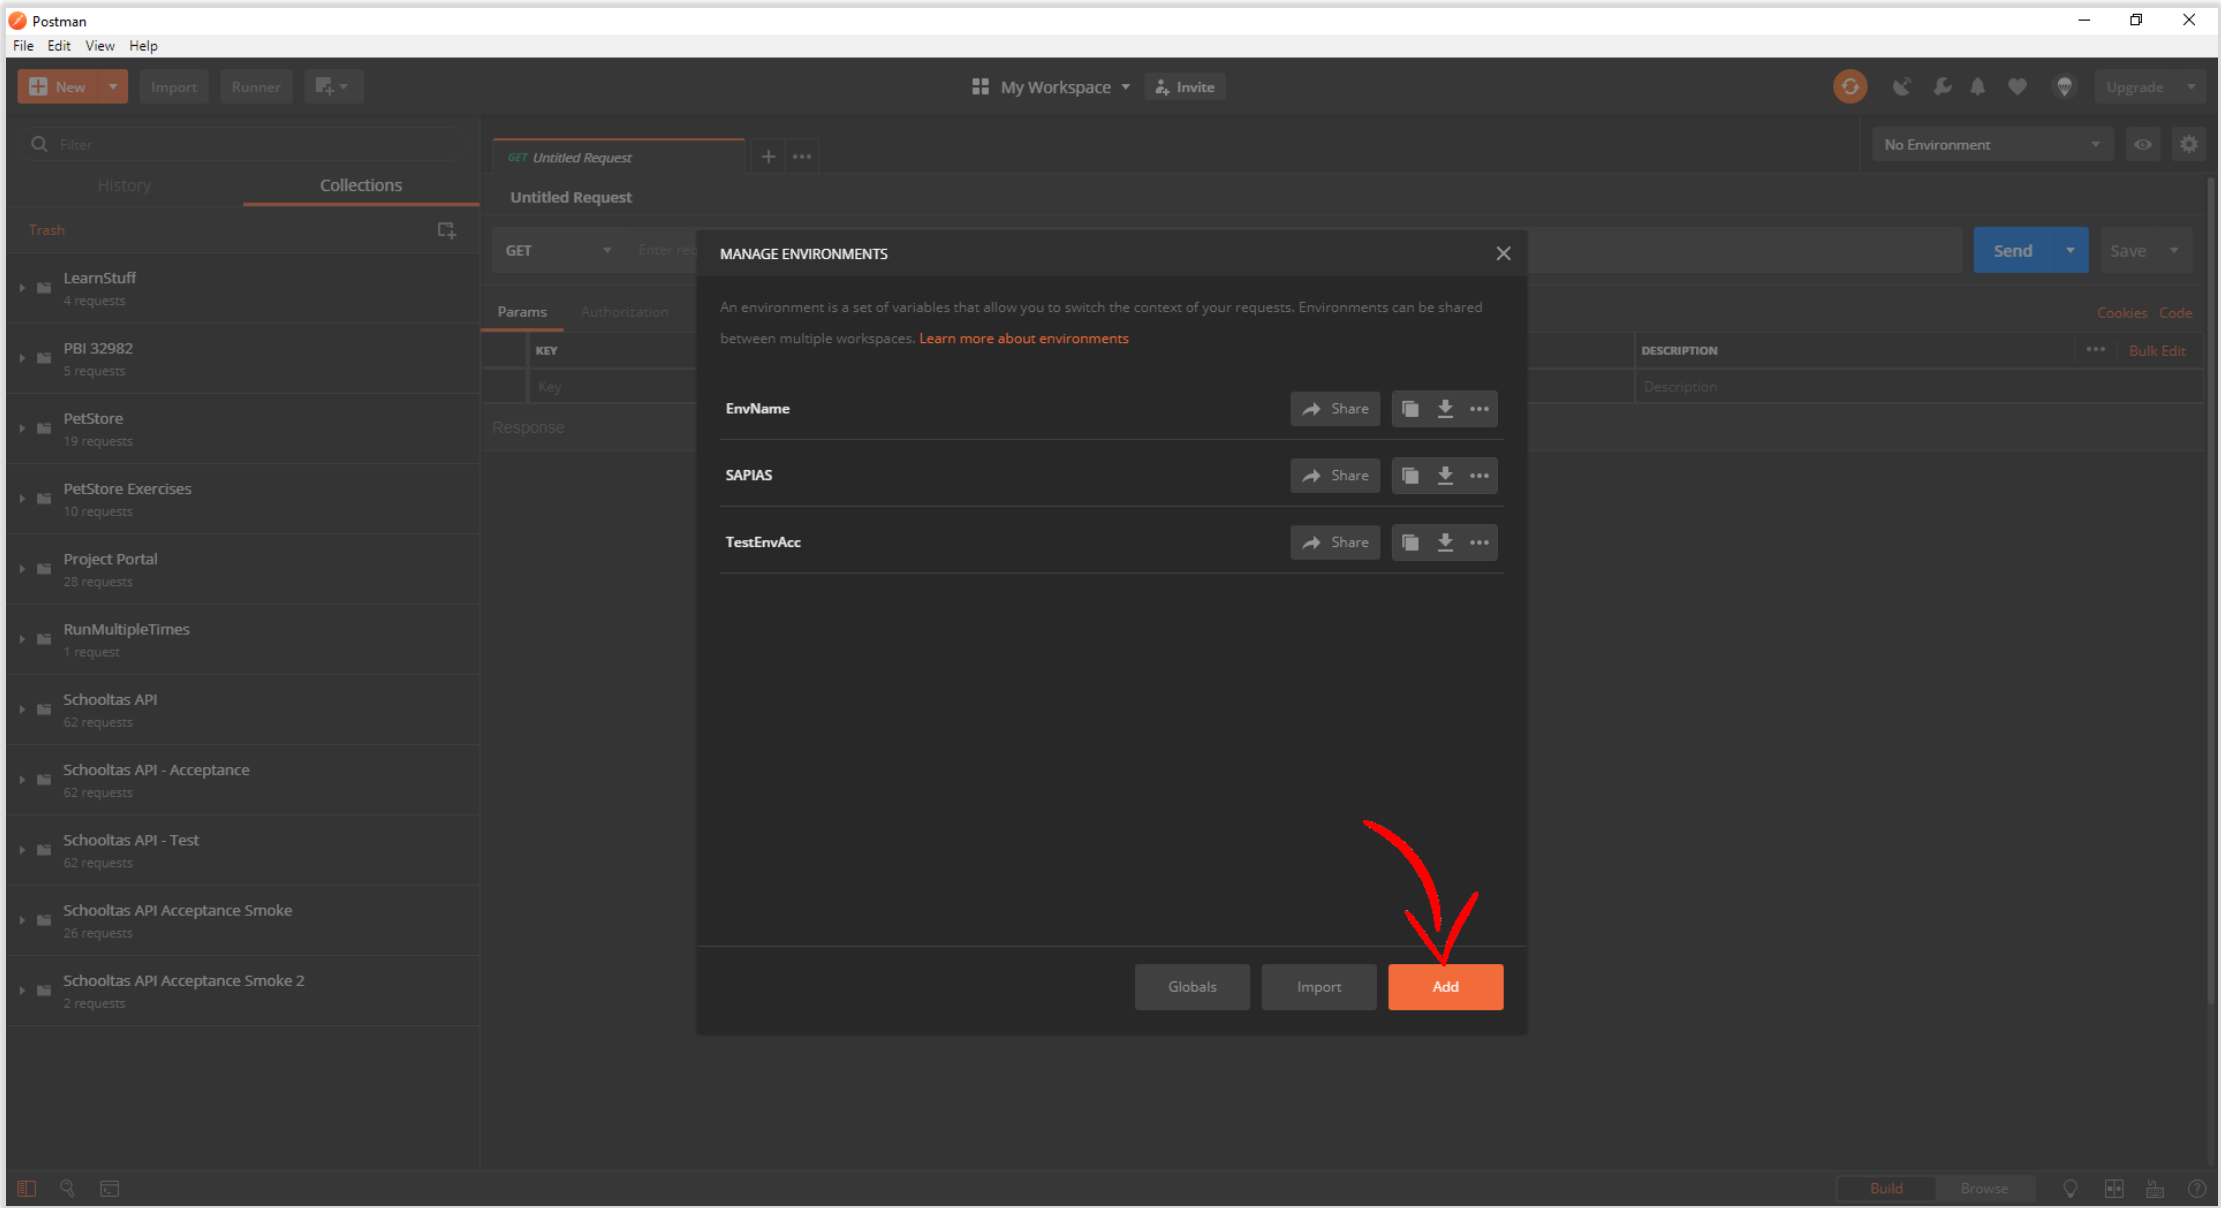 Postman
File Edit View Help
New Import Runner My Workspace Invite Upgrade
Filter
History Collections
Trash
LearnStuff
4 requests
PBI 32982
5 requests
PetStore
19 requests
PetStore Exercises
10 requests
Project Portal
28 requests
RunMultipleTimes
1 request
Schooltas API
62 requests
Schooltas API - Acceptance
62 requests
Schooltas API - Test
62 requests
Schooltas API Acceptance Smoke
26 requests
Schooltas API Acceptance Smoke 2
2 requests
GET Untitled Request
No Environment
Untitled Request
GET Enter req
Send Save
Params Authorization
Cookies Code
KEY DESCRIPTION Bulk Edit
Key Description
Response
MANAGE ENVIRONMENTS
An environment is a set of variables that allow you to switch the context of your requests. Environments can be shared
between multiple workspaces. Learn more about environments
EnvName Share
SAPIAS Share
TestEnvAcc Share
Globals Import Add
Build Browse